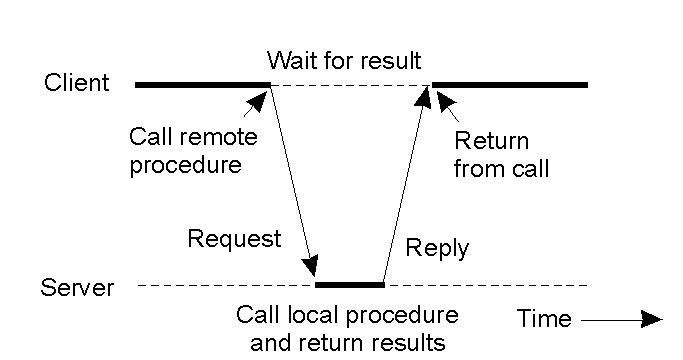 Wait for result
Client
Call remote
procedure
Return
from call
Request
Reply
Server
Call local procedure
and return results
Time